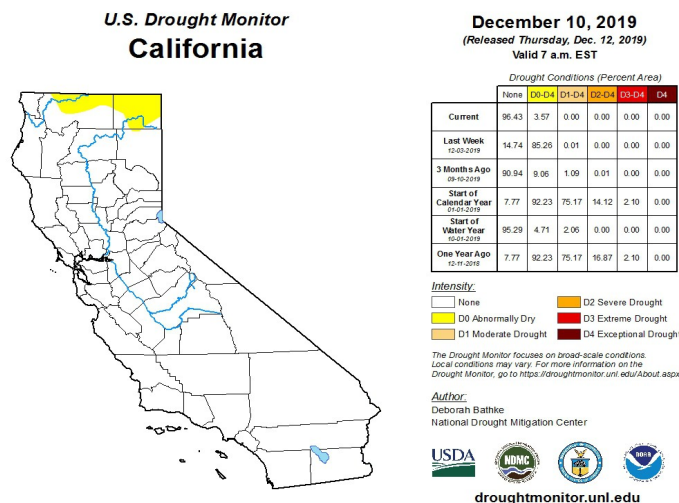 U.S. Drought Monitor
California
December 10, 2019
(Released Thursday, Dec. 12, 2019)
Valid 7 a.m. EST
Drought Conditions (Percent Area)
None D0-D4 D1-D4 D2-D4 D3-D4 D4
Current 96.43 3.57 0.00 0.00 0.00 0.00
Last Week
12-03-2019 14.74 85.26 0.01 0.00 0.00 0.00
3 Months Ago
09-10-2019 90.94 9.06 1.09 0.01 0.00 0.00
Start of
Calendar Year
01-01-2019 7.77 92.23 75.17 14.12 2.10 0.00
Start of
Water Year
10-01-2019 95.29 4.71 2.06 0.00 0.00 0.00
One Year Ago
12-11-2018 7.77 92.23 75.17 16.87 2.10 0.00
Intensity:
None
D0 Abnormally Dry
D1 Moderate Drought
D2 Severe Drought
D3 Extreme Drought
D4 Exceptional Drought
The Drought Monitor focuses on broad-scale conditions.
Local conditions may vary. For more information on the
Drought Monitor, go to https://droughtmonitor.unl.edu/About.aspx
Author:
Deborah Bathke
National Drought Mitigation Center
USDA
NDMC
NOAA
droughtmonitor.unl.edu